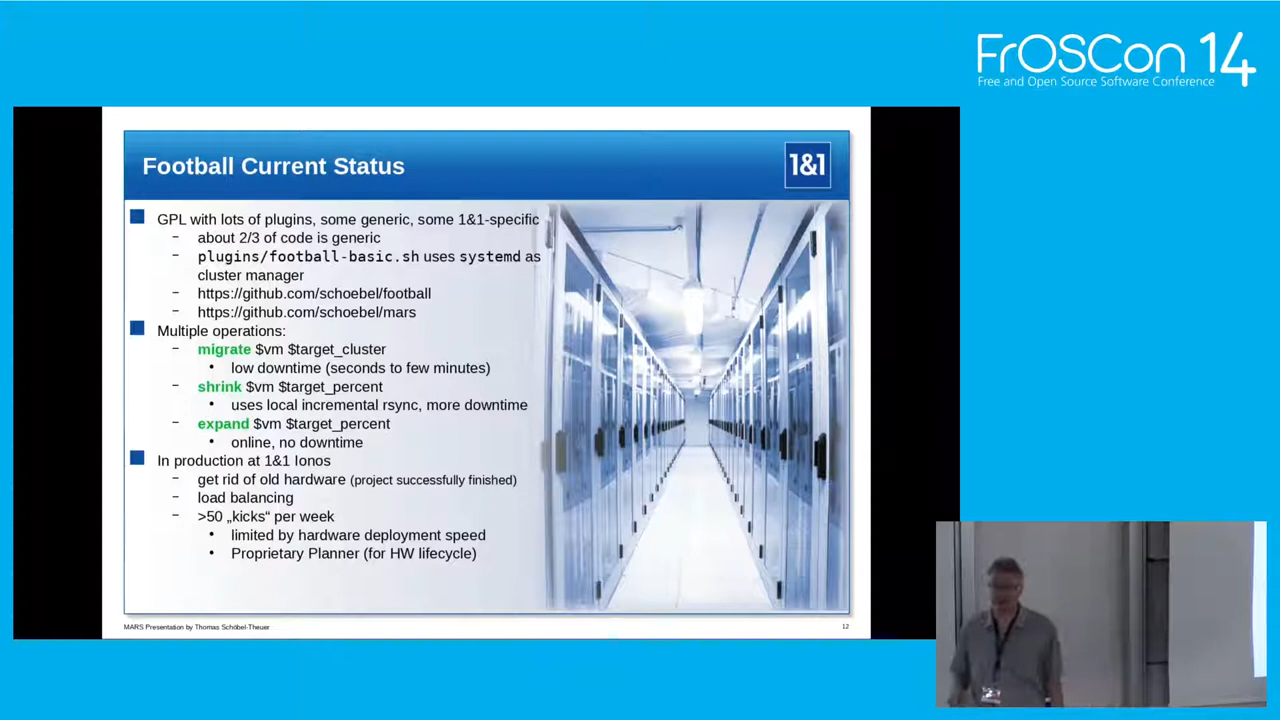 FrOSCon 14
Free and Open Source Software Conference
Football Current Status
1&1
GPL with lots of plugins, some generic, some 1&1-specific
– about 2/3 of code is generic
– plugins/football-basic.sh uses systemd as
cluster manager
– https://github.com/schoebel/football
– https://github.com/schoebel/mars
Multiple operations:
– migrate $vm $target_cluster
• low downtime (seconds to few minutes)
– shrink $vm $target_percent
• uses local incremental rsync, more downtime
– expand $vm $target_percent
• online, no downtime
In production at 1&1 Ionos
– get rid of old hardware (project successfully finished)
– load balancing
– >50 „kicks“ per week
• limited by hardware deployment speed
• Proprietary Planner (for HW lifecycle)
MARS Presentation by Thomas Schöbel-Theuer
12